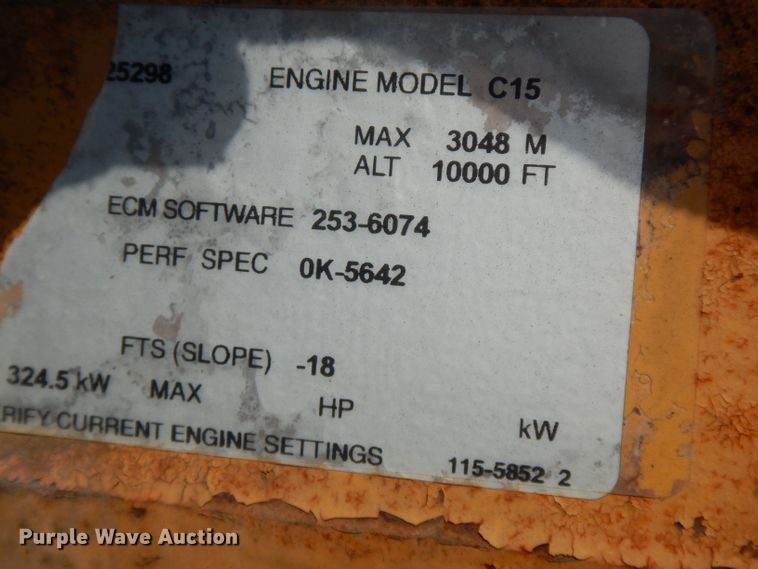 25298 ENGINE MODEL C15
MAX 3048 M
ALT 10000 FT
ECM SOFTWARE 253-6074
PERF SPEC 0K-5642
FTS (SLOPE) -18
324.5 kW MAX HP kW
ERIFY CURRENT ENGINE SETTINGS 115-5852 2
Purple Wave Auction®